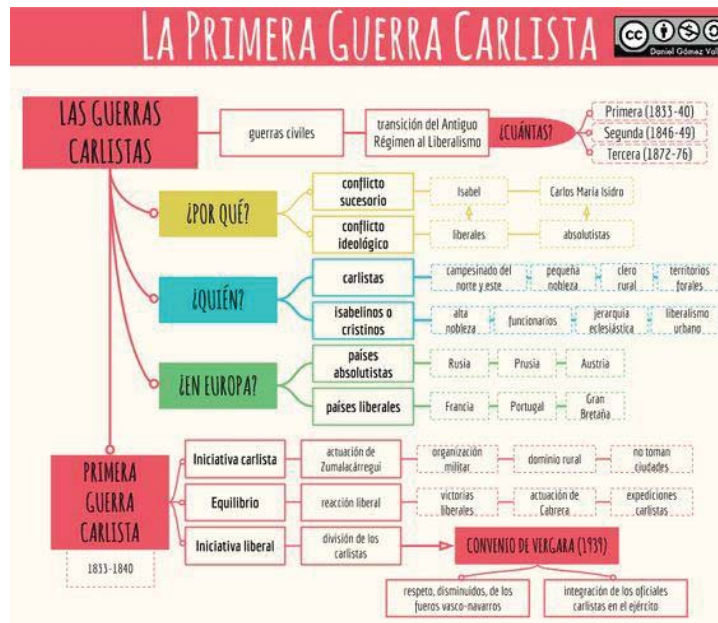 LA PRIMERA GUERRA CARLISTA
cc
Daniel Gómez
LAS GUERRAS
CARLISTAS
guerras civiles
transición del Antiguo
Régimen al Liberalismo
¿CUÁNTAS?
Primera (1833-40)
Segunda (1846-49)
Tercera (1872-76)
¿POR QUÉ?
conflicto
sucesorio
Isabel
Carlos María Isidro
conflicto
ideológico
liberales
absolutistas
¿QUIÉN?
carlistas
campesinado del
norte y este
pequeña
nobleza
clero
rural
territorios
forales
isabelinos o
cristinos
alta
nobleza
funcionarios
jerarquía
eclesiástica
liberalismo
urbano
¿EN EUROPA?
países
absolutistas
Rusia
Prusia
Austria
países liberales
Francia
Portugal
Gran
Bretaña
PRIMERA
GUERRA
CARLISTA
1833-1840
Iniciativa carlista
actuación de
Zumalacárregui
organización
militar
dominio rural
no toman
ciudades
Equilibrio
reacción liberal
victorias
liberales
actuación de
Cabrera
expediciones
carlistas
Iniciativa liberal
división de los
carlistas
CONVENIO DE VERGARA (1939)
respeto, disminuidos, de los
fueros vasco-navarros
integración de los oficiales
carlistas en el ejército